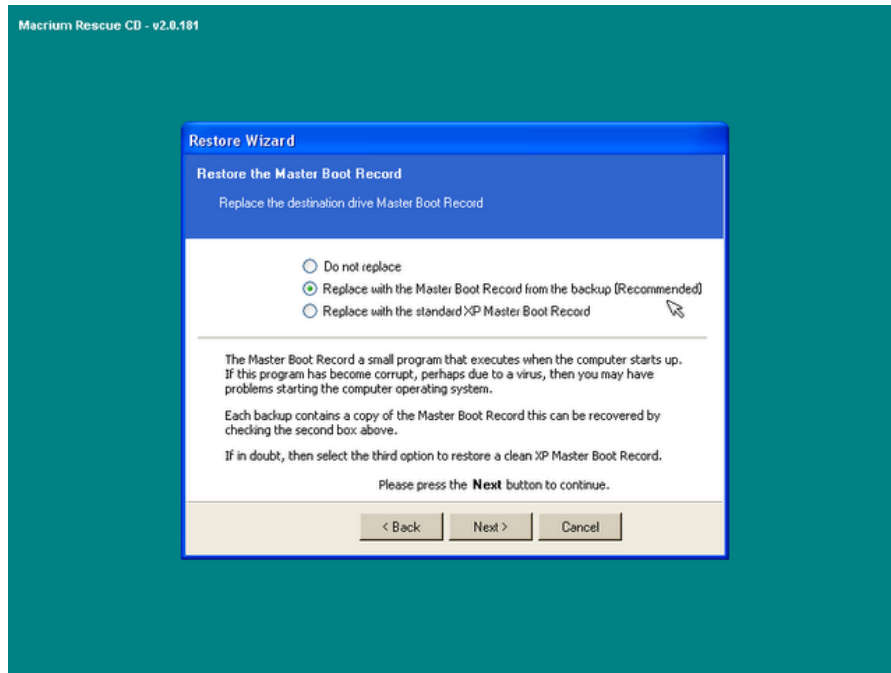 Macrium Rescue CD - v2.0.181
Restore Wizard
Restore the Master Boot Record
Replace the destination drive Master Boot Record
Do not replace
Replace with the Master Boot Record from the backup (Recommended)
Replace with the standard XP Master Boot Record
The Master Boot Record a small program that executes when the computer starts up.
If this program has become corrupt, perhaps due to a virus, then you may have
problems starting the computer operating system.
Each backup contains a copy of the Master Boot Record this can be recovered by
checking the second box above.
If in doubt, then select the third option to restore a clean XP Master Boot Record.
Please press the Next button to continue.
< Back Next > Cancel